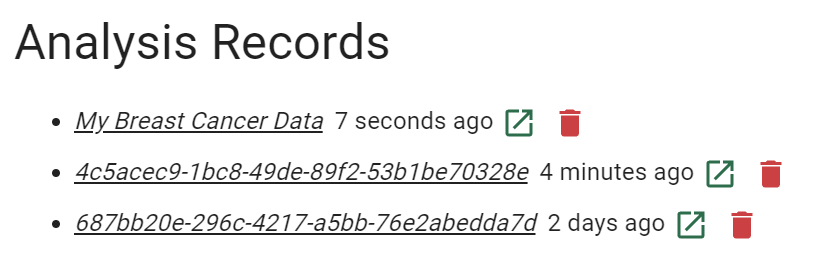 Analysis Records
My Breast Cancer Data 7 seconds ago
4c5acec9-1bc8-49de-89f2-53b1be70328e 4 minutes ago
687bb20e-296c-4217-a5bb-76e2abedda7d 2 days ago